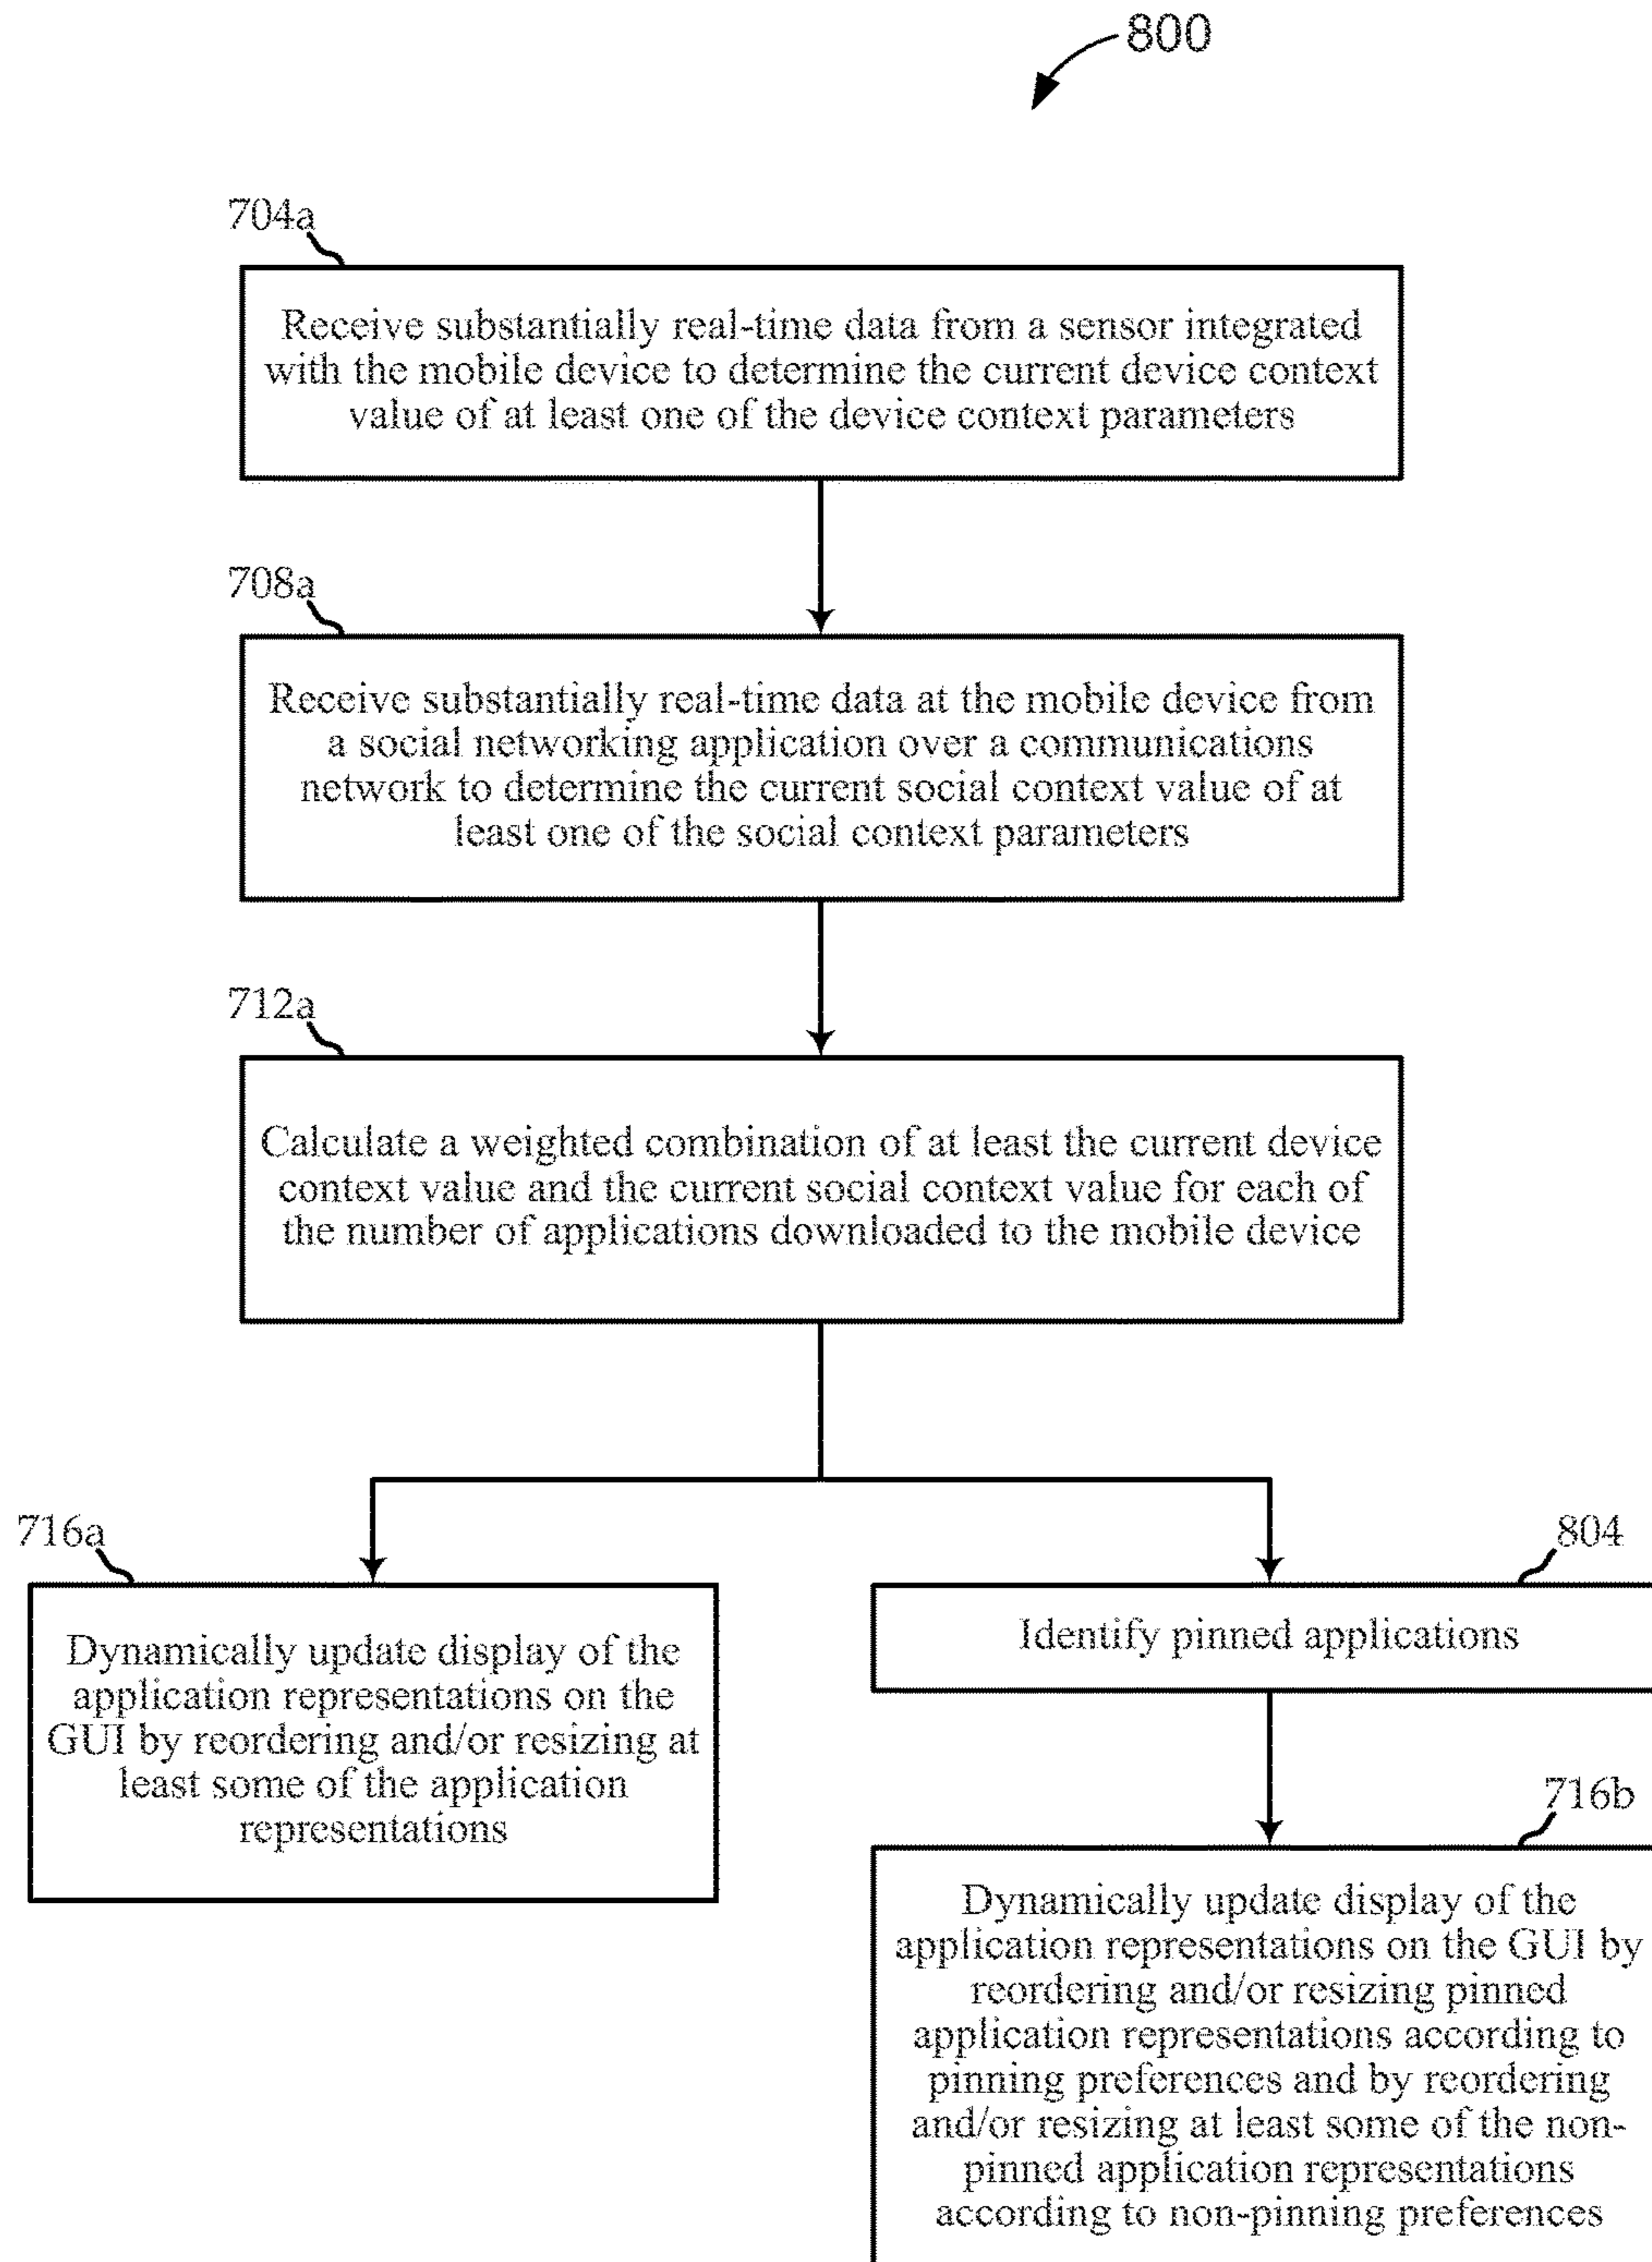 800
704a
Receive substantially real-time data from a sensor integrated
with the mobile device to determine the current device context
value of at least one of the device context parameters
708a
Receive substantially real-time data at the mobile device from
a social networking application over a communications
network to determine the current social context value of at
least one of the social context parameters
712a
Calculate a weighted combination of at least the current device
context value and the current social context value for each of
the number of applications downloaded to the mobile device
716a
Dynamically update display of the
application representations on the
GUI by reordering and/or resizing at
least some of the application
representations
804
Identify pinned applications
716b
Dynamically update display of the
application representations on the GUI by
reordering and/or resizing pinned
application representations according to
pinning preferences and by reordering
and/or resizing at least some of the non-
pinned application representations
according to non-pinning preferences